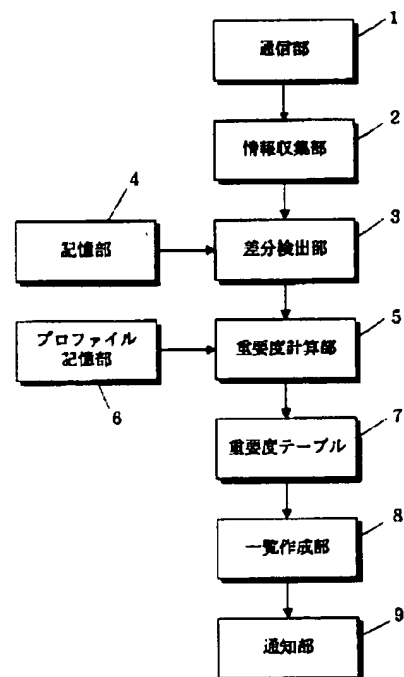 1
通信部
2
情報収集部
4
3
記憶部
差分検出部
5
プロファイル
記憶部
重要度計算部
6
7
重要度テーブル
8
一覧作成部
9
通知部